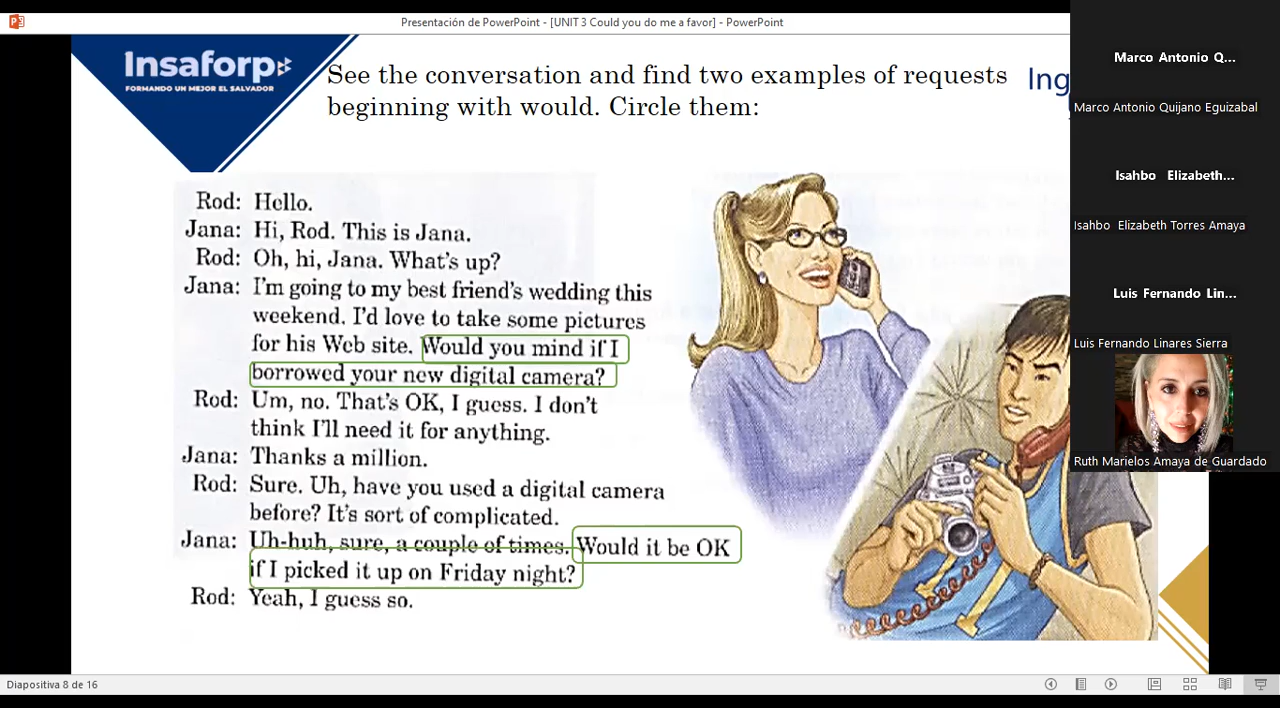 Presentación de PowerPoint - [UNIT 3 Could you do me a favor] - PowerPoint
Insaforp
FORMANDO UN MEJOR EL SALVADOR
See the conversation and find two examples of requests
beginning with would. Circle them:
Ing
Rod: Hello.
Jana: Hi, Rod. This is Jana.
Rod: Oh, hi, Jana. What's up?
Jana: I'm going to my best friend's wedding this
weekend. I'd love to take some pictures
for his Web site. Would you mind if I
borrowed your new digital camera?
Rod: Um, no. That's OK, I guess. I don't
think I'll need it for anything.
Jana: Thanks a million.
Rod: Sure. Uh, have you used a digital camera
before? It's sort of complicated.
Jana: Uh-huh, sure, a couple of times. Would it be OK
if I picked it up on Friday night?
Rod: Yeah, I guess so.
Marco Antonio Q...
Marco Antonio Quijano Eguizabal
Isahbo Elizabeth...
Isahbo Elizabeth Torres Amaya
Luis Fernando Lin...
Luis Fernando Linares Sierra
Ruth Marielos Amaya de Guardado
Diapositiva 8 de 16